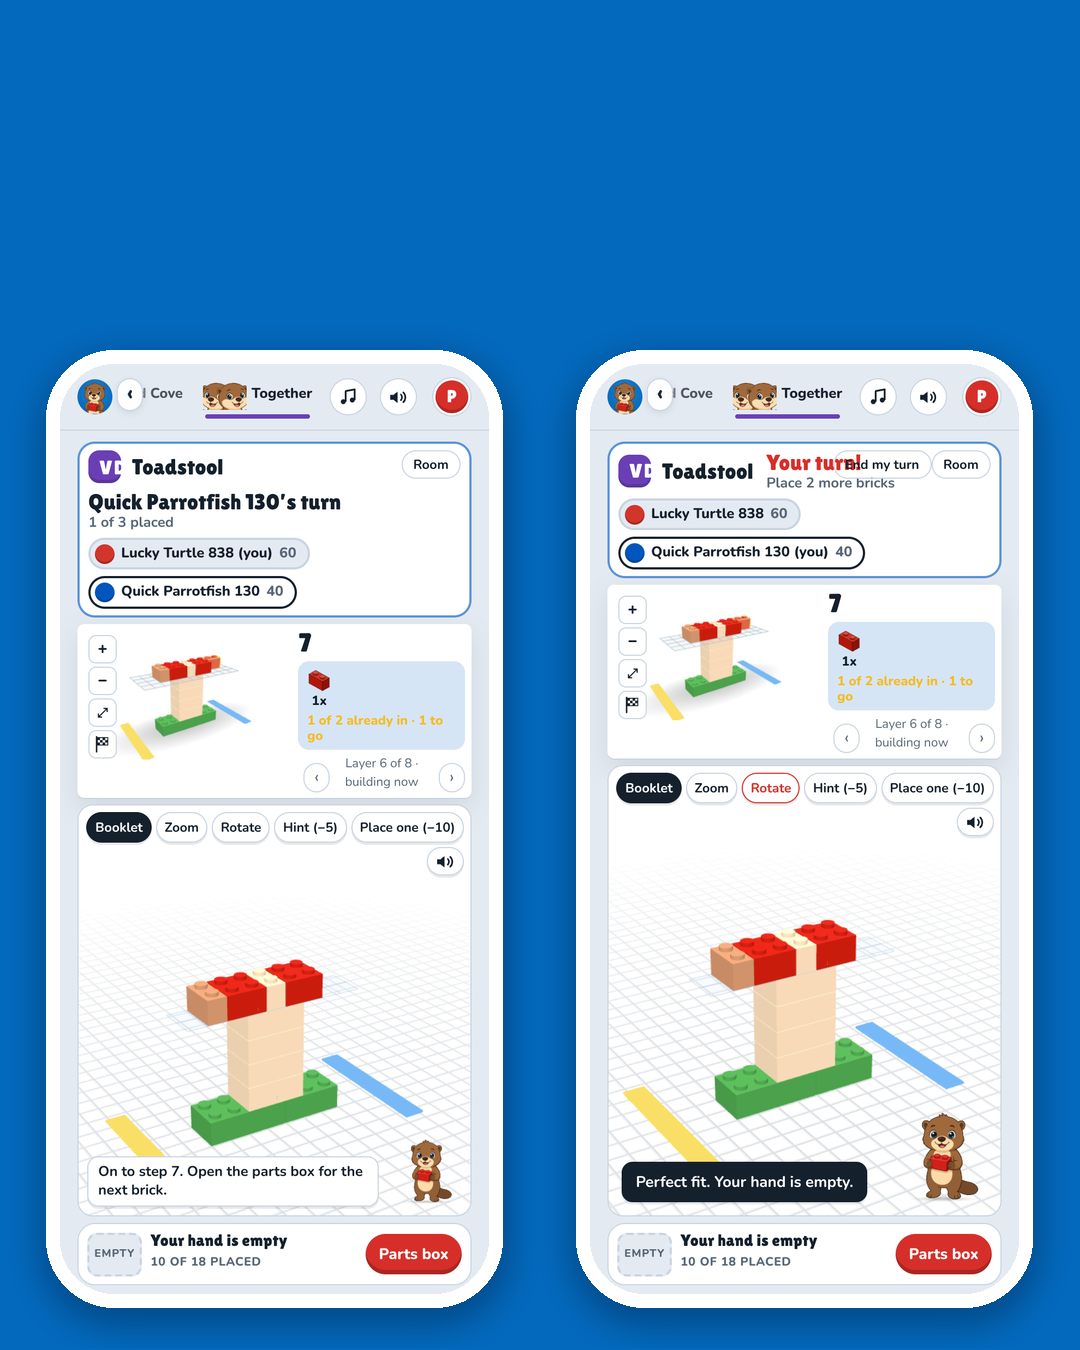 d Cove
Together
P
VD
Toadstool
Room
Quick Parrotfish 130's turn
1 of 3 placed
Lucky Turtle 838 (you) 60
Quick Parrotfish 130 40
+
−
7
1x
1 of 2 already in · 1 to
go
Layer 6 of 8 ·
building now
‹
›
Booklet
Zoom
Rotate
Hint (−5)
Place one (−10)
On to step 7. Open the parts box for the
next brick.
EMPTY
Your hand is empty
10 OF 18 PLACED
Parts box
d Cove
Together
P
VD
Toadstool
Your turn!
End my turn
Room
Place 2 more bricks
Lucky Turtle 838 60
Quick Parrotfish 130 (you) 40
+
−
7
1x
1 of 2 already in · 1 to
go
Layer 6 of 8 ·
building now
‹
›
Booklet
Zoom
Rotate
Hint (−5)
Place one (−10)
Perfect fit. Your hand is empty.
EMPTY
Your hand is empty
10 OF 18 PLACED
Parts box